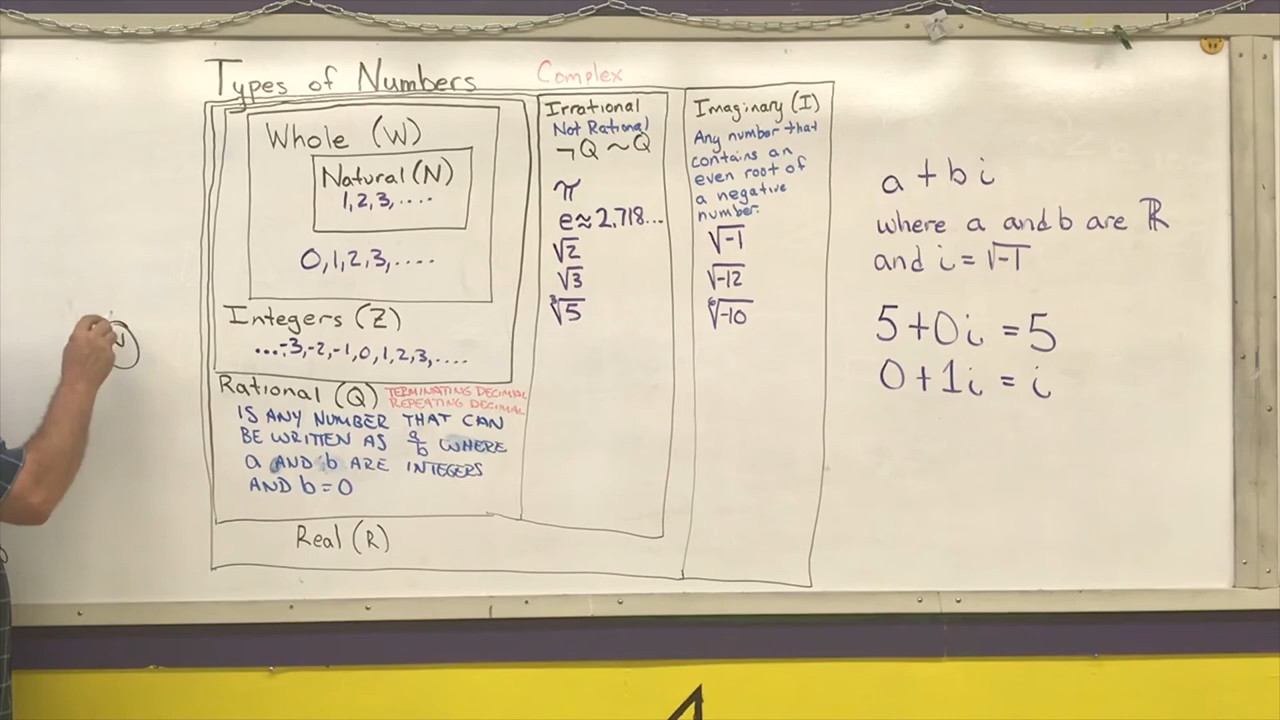 Types of Numbers
Complex
Whole (W)
Natural (N)
1, 2, 3, ....
0, 1, 2, 3, ....
Integers (Z)
...-3, -2, -1, 0, 1, 2, 3, ....
Rational (Q)
TERMINATING DECIMAL
REPEATING DECIMAL
IS ANY NUMBER THAT CAN
BE WRITTEN AS a/b WHERE
a AND b ARE INTEGERS
AND b = 0
Real (R)
Irrational
Not Rational
¬Q ~Q
π
e ≈ 2.718...
√2
√3
∛5
Imaginary (I)
Any number that
contains an
even root of
a negative
number.
√-1
√-12
⁶√-10
a + bi
where a and b are ℝ
and i = √-1
5 + 0i = 5
0 + 1i = i
N